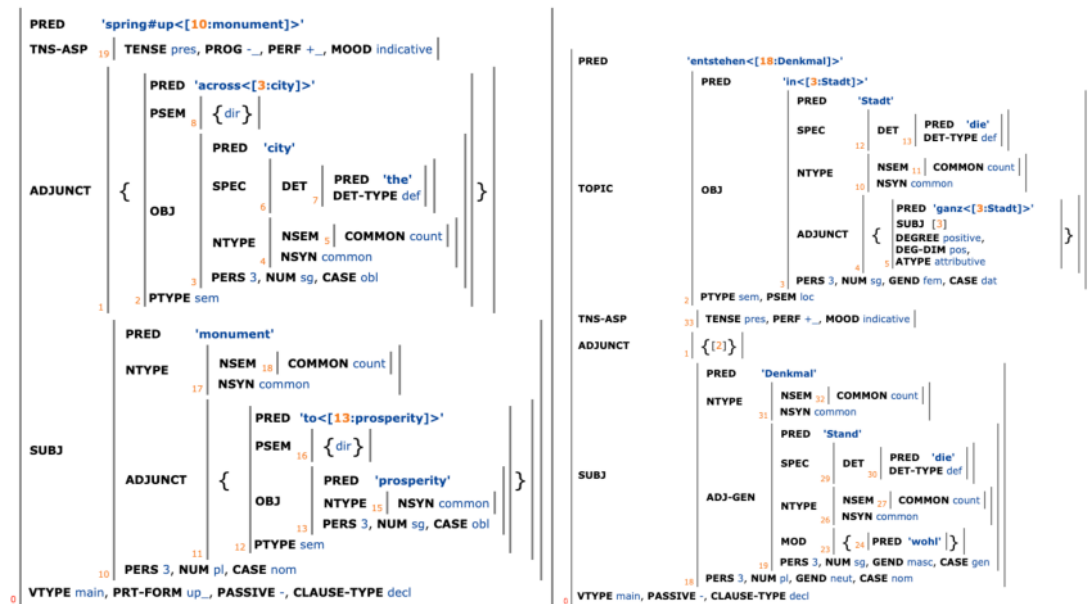 PRED 'spring#up<[10:monument]>'
TNS-ASP 19 TENSE pres, PROG -_, PERF +_, MOOD indicative
PRED 'across<[3:city]>'
PSEM 8 {dir}
PRED 'city'
SPEC 6 DET 7 PRED 'the'
DET-TYPE def
ADJUNCT {
OBJ
}
NTYPE 4 NSEM 5 COMMON count
NSYN common
3 PERS 3, NUM sg, CASE obl
1 2 PTYPE sem
PRED 'monument'
NTYPE 17 NSEM 18 COMMON count
NSYN common
PRED 'to<[13:prosperity]>'
PSEM 16 {dir}
SUBJ
ADJUNCT {
OBJ
PRED 'prosperity'
}
NTYPE 15 NSYN common
13 PERS 3, NUM sg, CASE obl
11 12 PTYPE sem
10 PERS 3, NUM pl, CASE nom
0 VTYPE main, PRT-FORM up_, PASSIVE -, CLAUSE-TYPE decl
PRED 'entstehen<[18:Denkmal]>'
PRED 'in<[3:Stadt]>'
PRED 'Stadt'
SPEC 12 DET 13 PRED 'die'
DET-TYPE def
NTYPE 10 NSEM 11 COMMON count
NSYN common
TOPIC
OBJ
PRED 'ganz<[3:Stadt]>'
SUBJ [3]
ADJUNCT {
DEGREE positive,
}
DEG-DIM pos,
4 5 ATYPE attributive
3 PERS 3, NUM sg, GEND fem, CASE dat
2 PTYPE sem, PSEM loc
TNS-ASP 33 TENSE pres, PERF +_, MOOD indicative
ADJUNCT 1 {[2]}
PRED 'Denkmal'
NTYPE 31 NSEM 32 COMMON count
NSYN common
PRED 'Stand'
SPEC 29 DET 30 PRED 'die'
DET-TYPE def
SUBJ
ADJ-GEN
NTYPE 26 NSEM 27 COMMON count
NSYN common
MOD 23 { 24 PRED 'wohl' }
19 PERS 3, NUM sg, GEND masc, CASE gen
18 PERS 3, NUM pl, GEND neut, CASE nom
0 VTYPE main, PASSIVE -, CLAUSE-TYPE decl